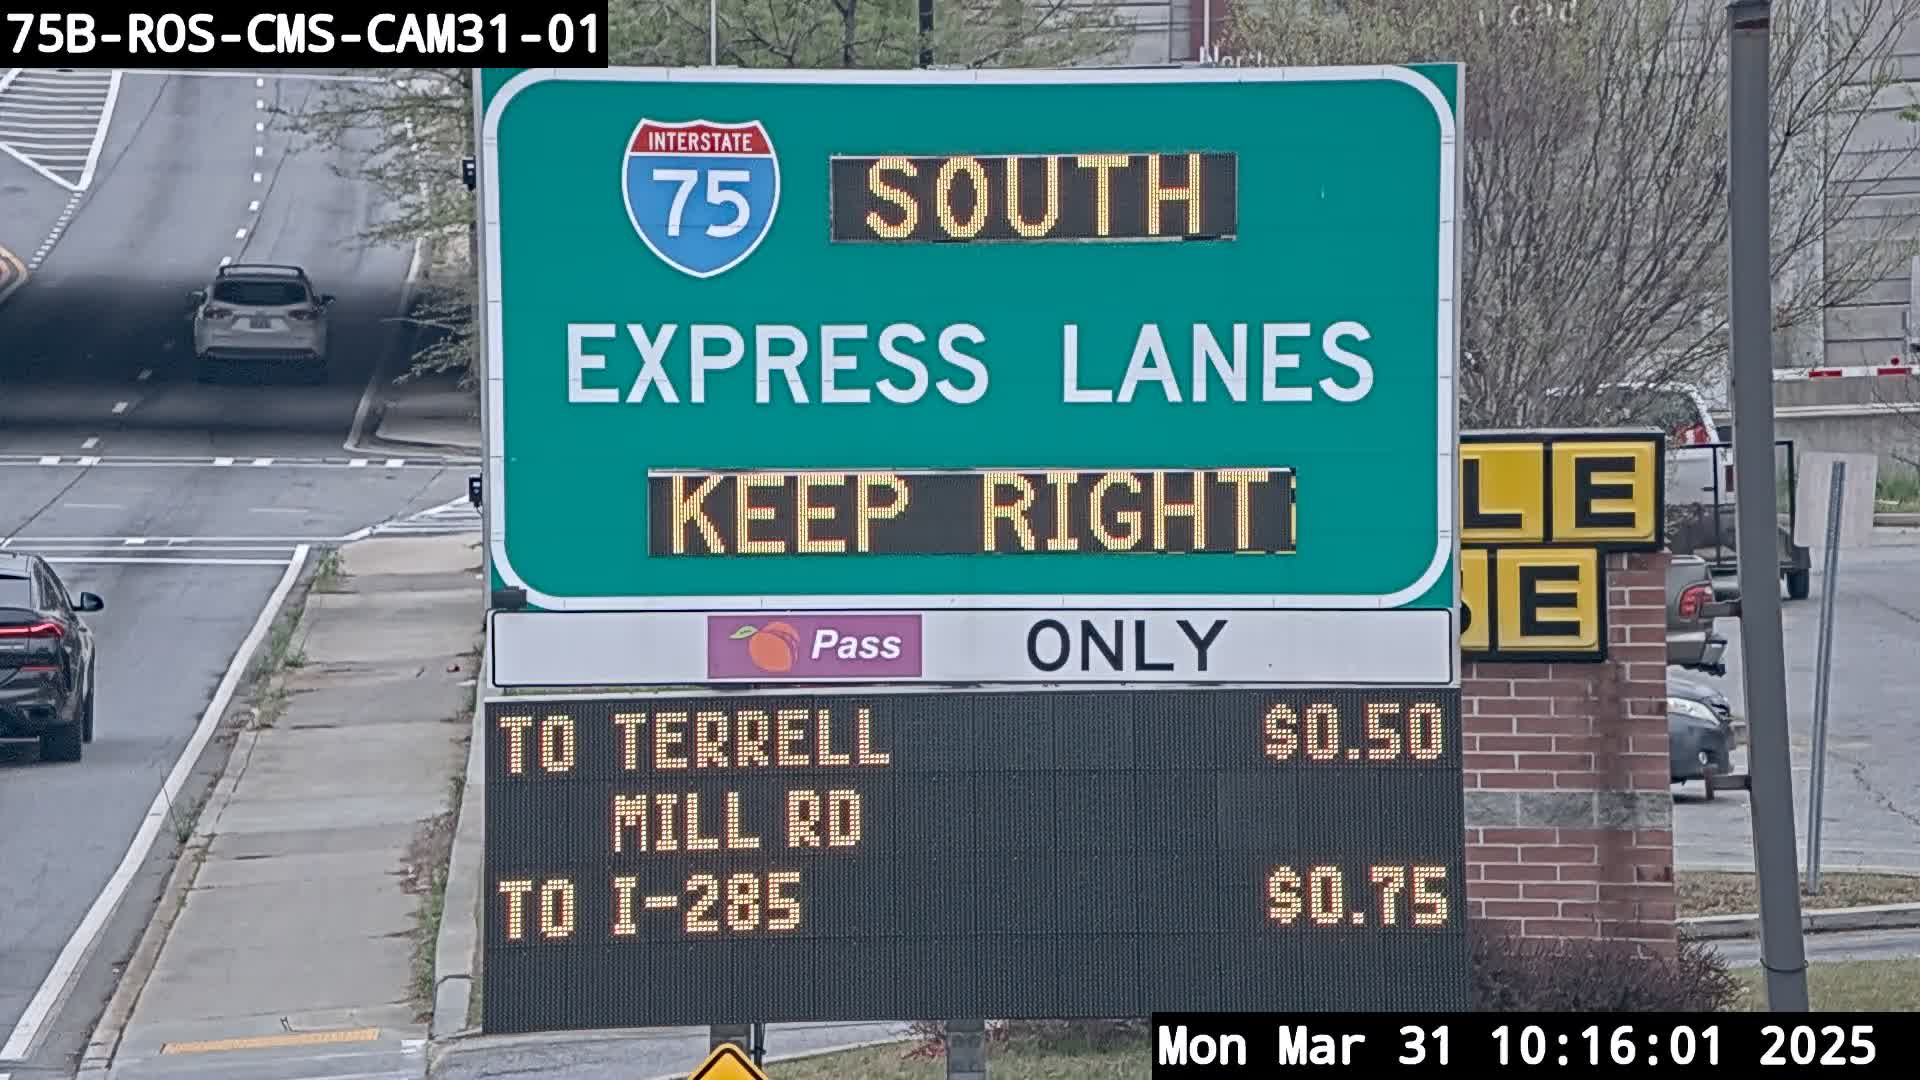 75B-ROS-CMS-CAM31-01
INTERSTATE
75
SOUTH
EXPRESS LANES
KEEP RIGHT
Pass ONLY
TO TERRELL $0.50
MILL RD
TO I-285 $0.75
LE
E
Mon Mar 31 10:16:01 2025